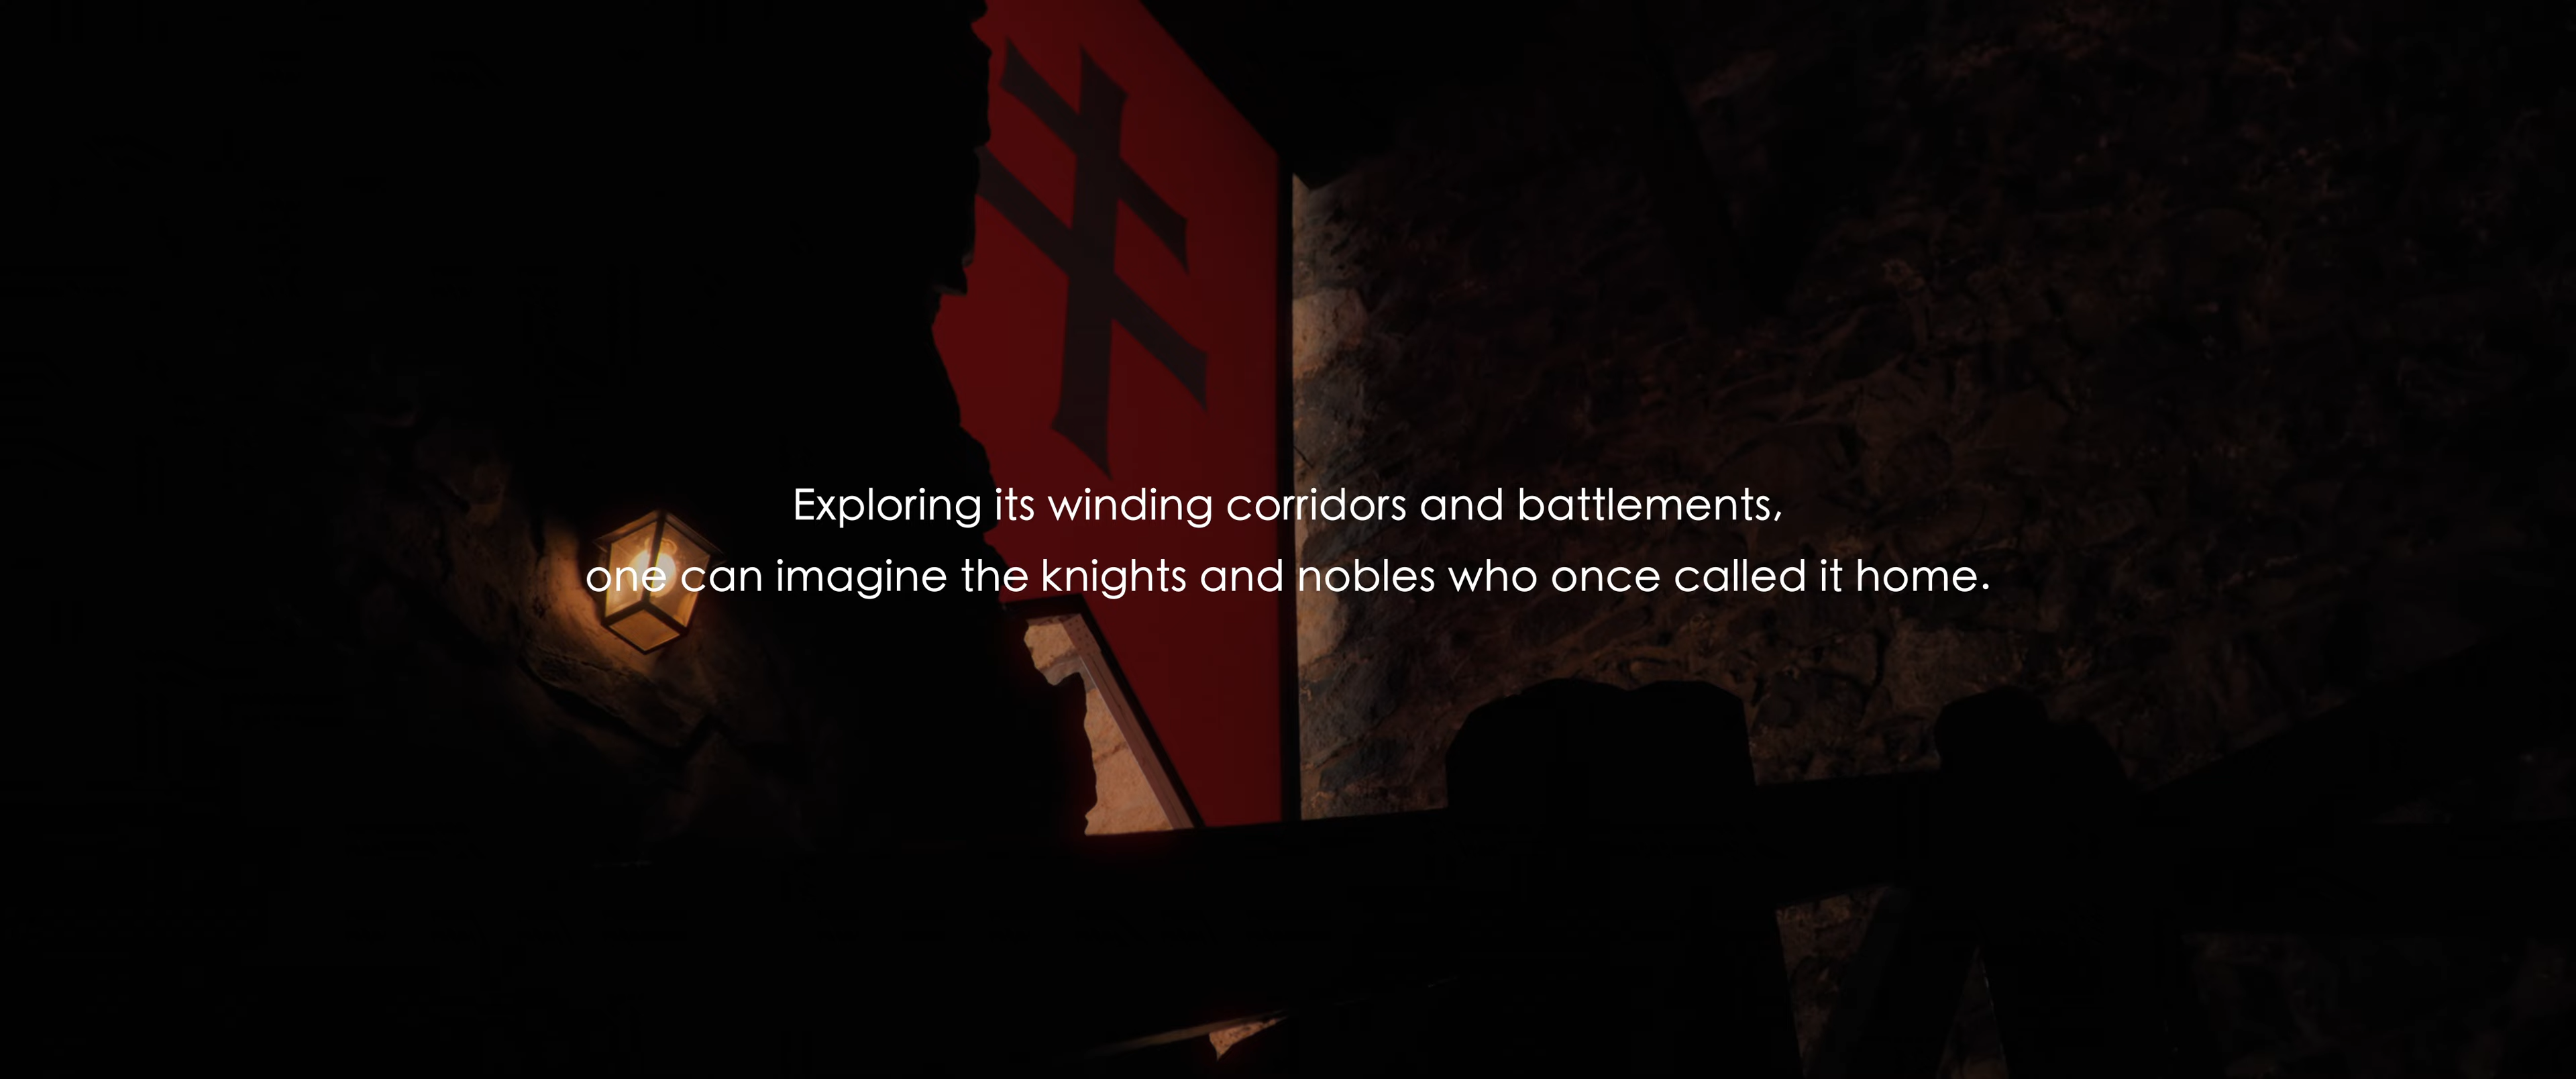 Exploring its winding corridors and battlements,
one can imagine the knights and nobles who once called it home.